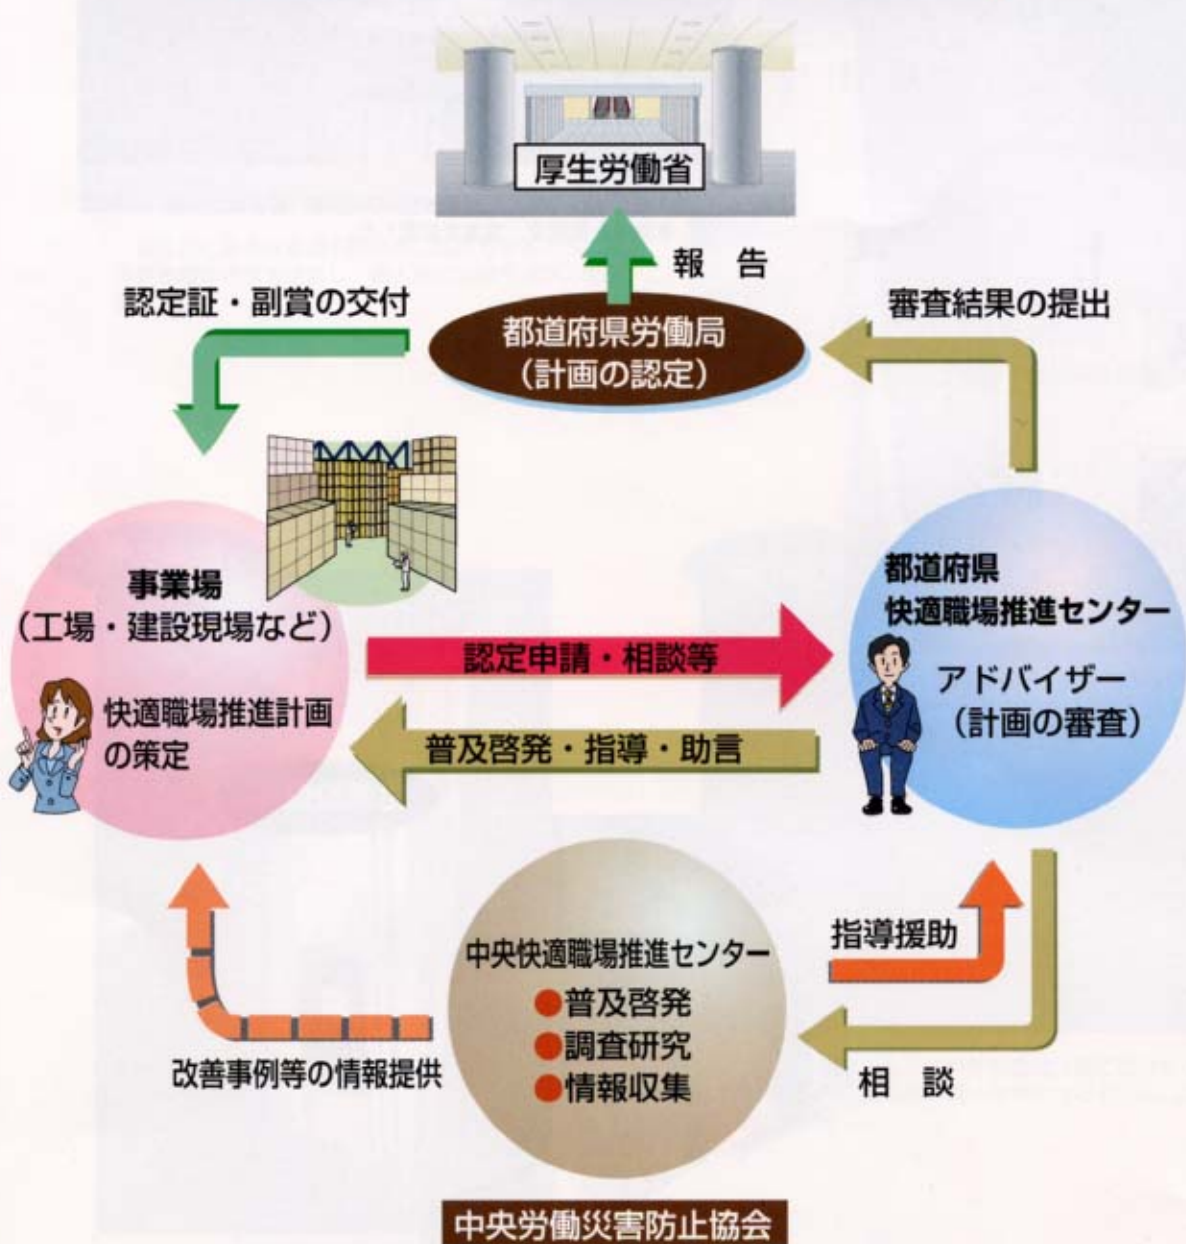 厚生労働省
報 告
認定証・副賞の交付
都道府県労働局
（計画の認定）
審査結果の提出
事業場
（工場・建設現場など）
快適職場推進計画
の策定
認定申請・相談等
普及啓発・指導・助言
都道府県
快適職場推進センター
アドバイザー
（計画の審査）
中央快適職場推進センター
●普及啓発
●調査研究
●情報収集
指導援助
相 談
改善事例等の情報提供
中央労働災害防止協会